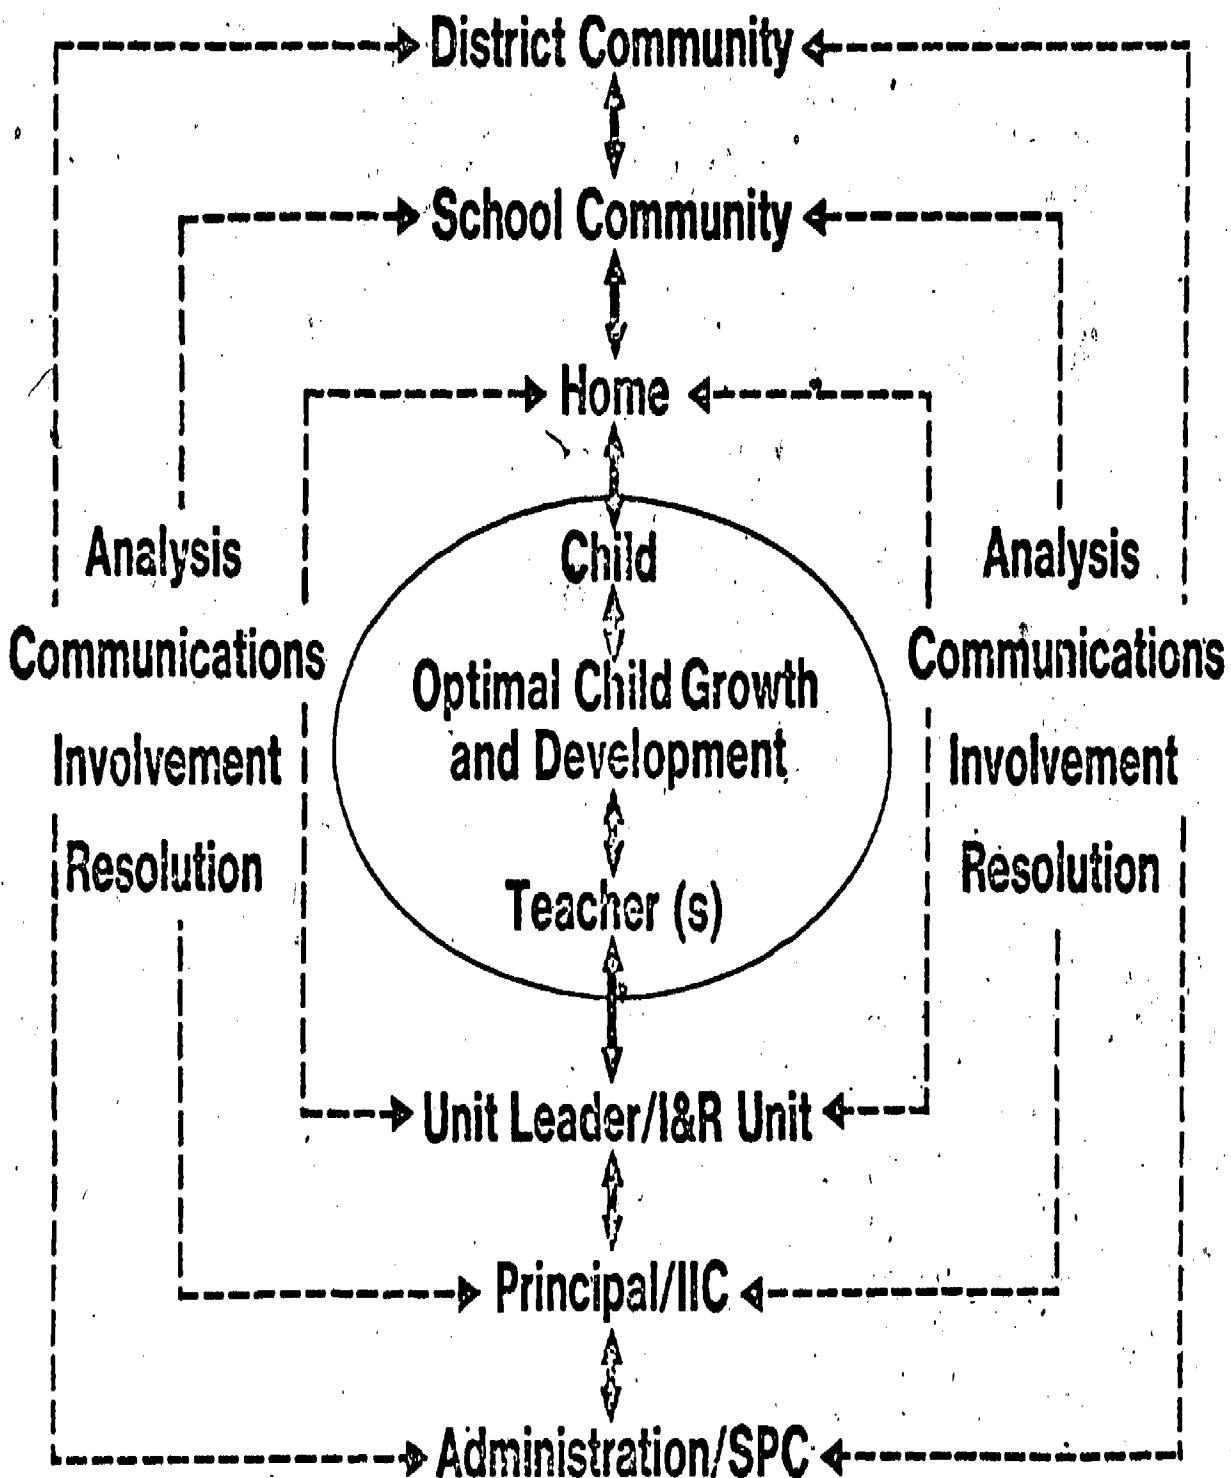 District Community
School Community
Home
Child
Analysis
Analysis
Communications
Communications
Optimal Child Growth
and Development
Involvement
Involvement
Resolution
Resolution
Teacher (s)
Unit Leader/I&R Unit
Principal/IIC
Administration/SPC